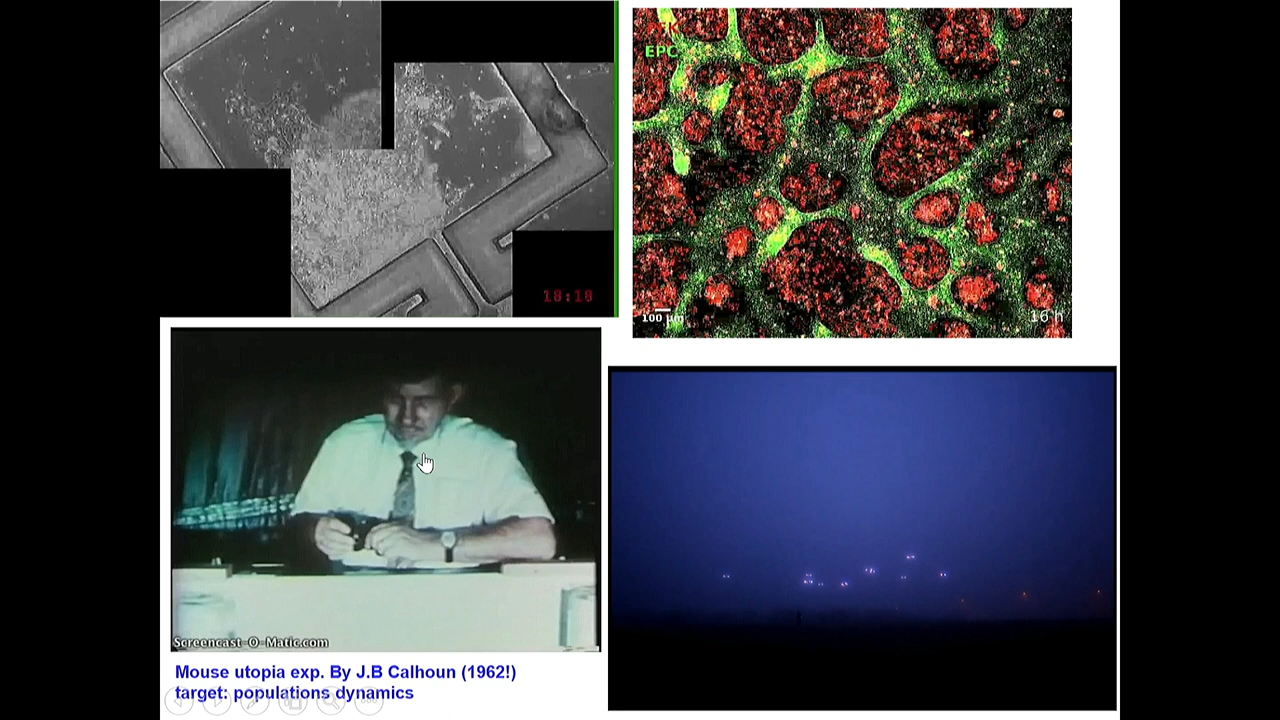 EPC
18:18
100 µm
16 h
Screencast-O-Matic.com
Mouse utopia exp. By J.B Calhoun (1962!)
target: populations dynamics